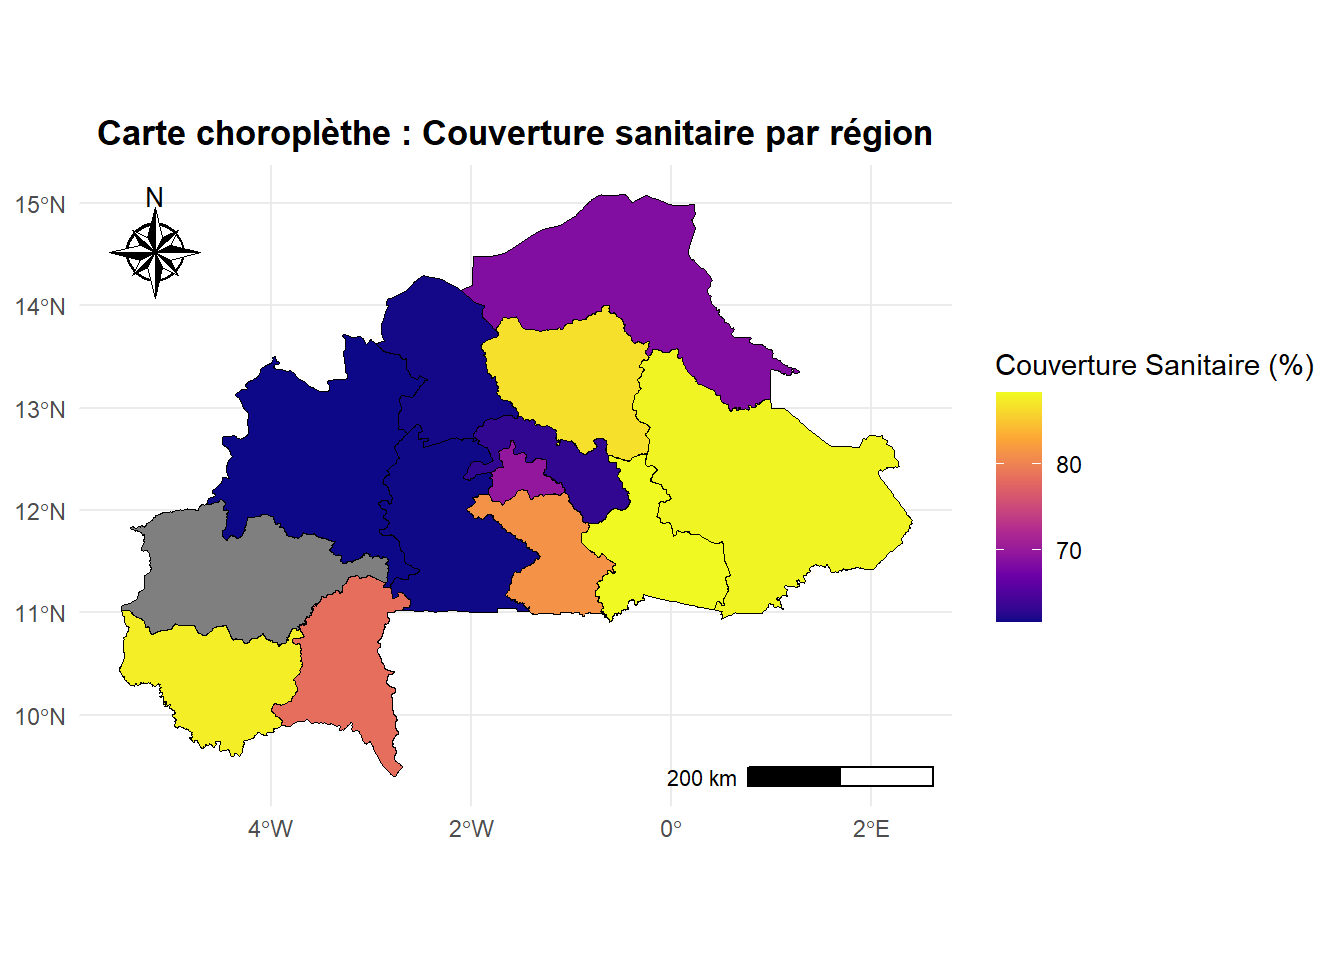 Carte choroplèthe : Couverture sanitaire par région
N
15°N
14°N
13°N
12°N
11°N
10°N
4°W
2°W
0°
2°E
200 km
Couverture Sanitaire (%)
80
70